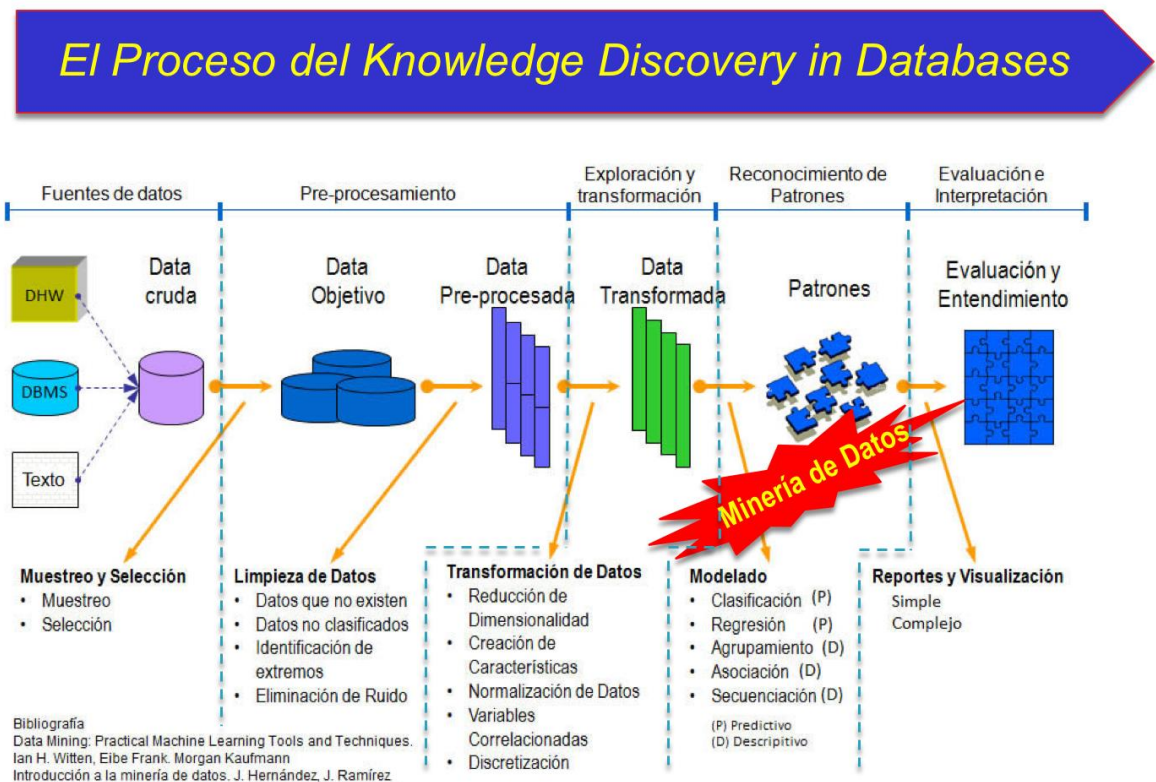 El Proceso del Knowledge Discovery in Databases
Fuentes de datos
Pre-procesamiento
Exploración y
transformación
Reconocimiento de
Patrones
Evaluación e
Interpretación
DHW
DBMS
Texto
Data
cruda
Data
Objetivo
Data
Pre-procesada
Data
Transformada
Patrones
Evaluación y
Entendimiento
Minería de Datos
Muestreo y Selección
• Muestreo
• Selección
Limpieza de Datos
• Datos que no existen
• Datos no clasificados
• Identificación de
extremos
• Eliminación de Ruido
Transformación de Datos
• Reducción de
Dimensionalidad
• Creación de
Características
• Normalización de Datos
• Variables
Correlacionadas
• Discretización
Modelado
• Clasificación (P)
• Regresión (P)
• Agrupamiento (D)
• Asociación (D)
• Secuenciación (D)
(P) Predictivo
(D) Descripitivo
Reportes y Visualización
Simple
Complejo
Bibliografía
Data Mining: Practical Machine Learning Tools and Techniques.
Ian H. Witten, Eibe Frank. Morgan Kaufmann
Introducción a la minería de datos. J. Hernández, J. Ramírez